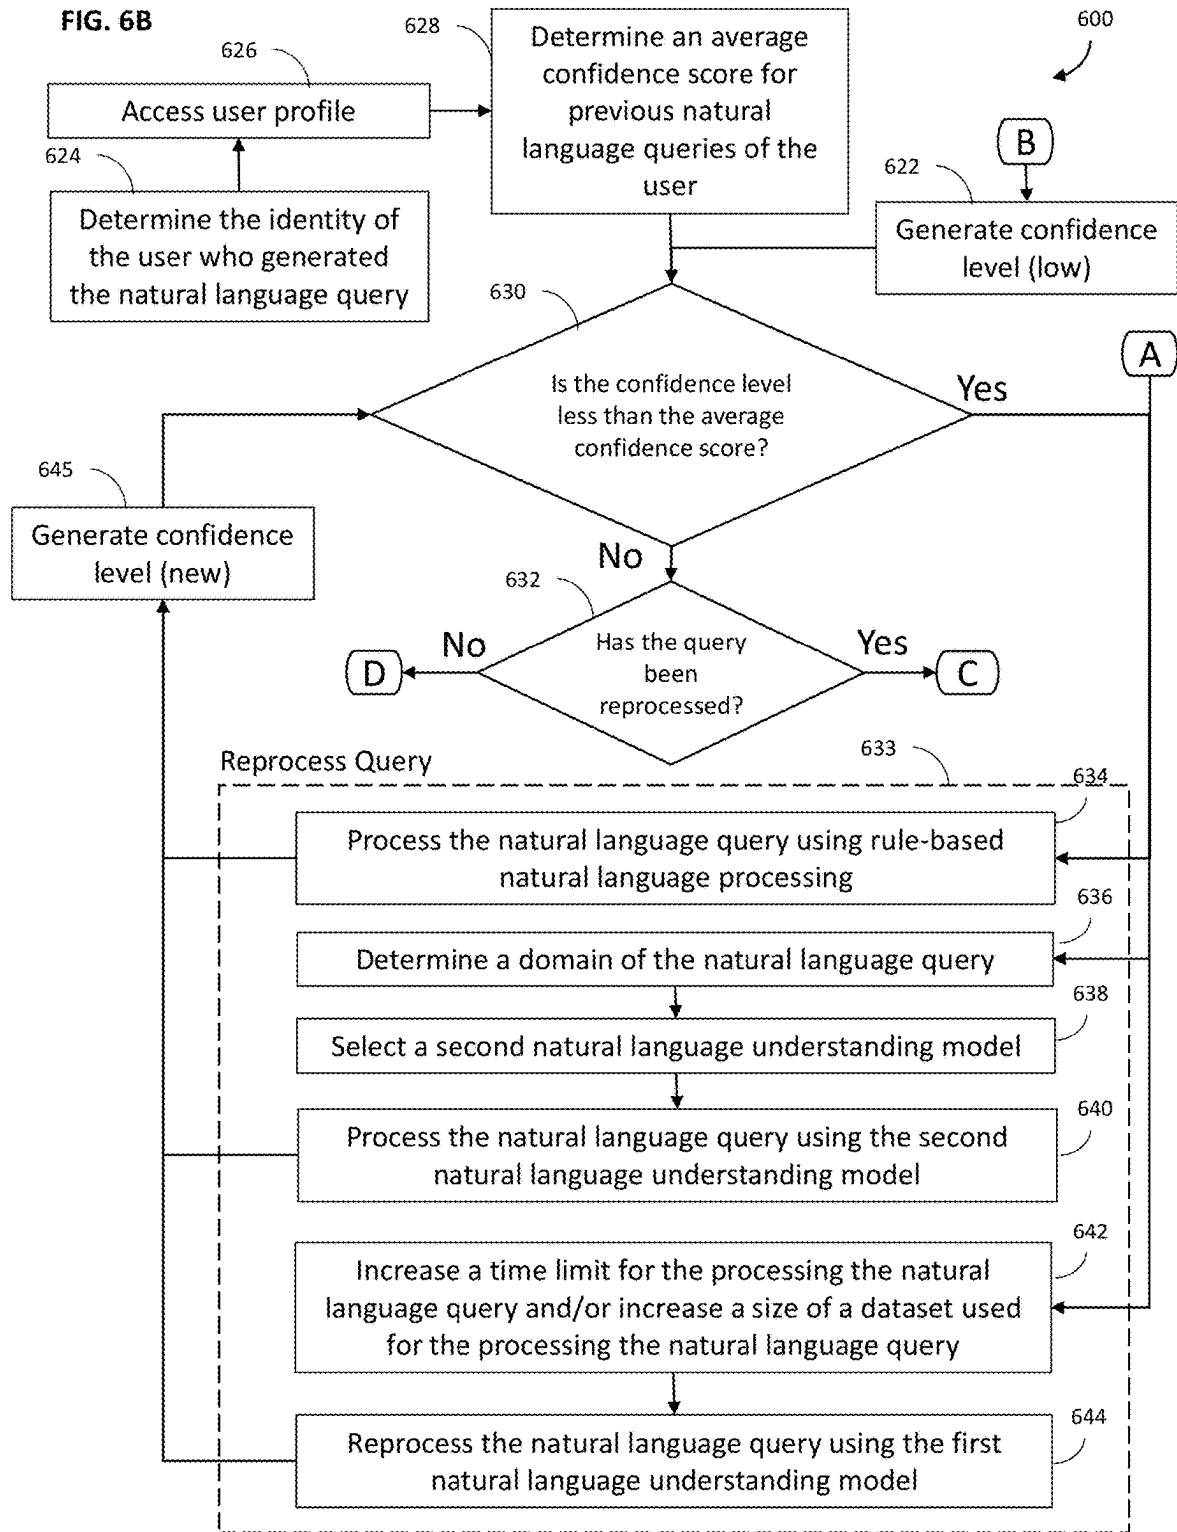 FIG. 6B
600
628
Determine an average
confidence score for
previous natural
language queries of the
user
626
Access user profile
624
Determine the identity of
the user who generated
the natural language query
B
622
Generate confidence
level (low)
630
Is the confidence level
less than the average
confidence score?
Yes
A
645
Generate confidence
level (new)
No
632
Has the query
been
reprocessed?
No
D
Yes
C
Reprocess Query
633
634
Process the natural language query using rule-based
natural language processing
636
Determine a domain of the natural language query
638
Select a second natural language understanding model
640
Process the natural language query using the second
natural language understanding model
642
Increase a time limit for the processing the natural
language query and/or increase a size of a dataset used
for the processing the natural language query
644
Reprocess the natural language query using the first
natural language understanding model